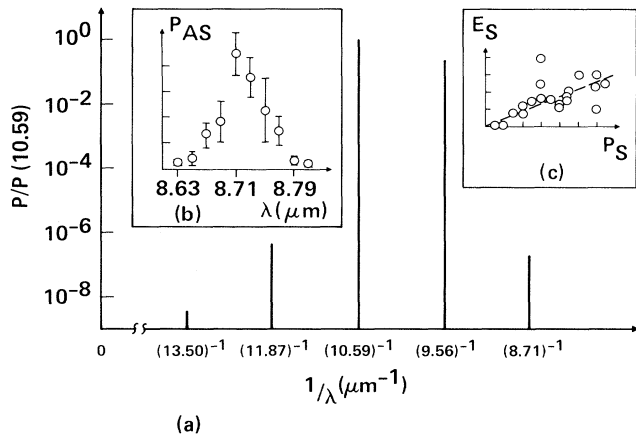 P/P (10.59)
10⁰
10⁻²
10⁻⁴
10⁻⁶
10⁻⁸
0
(13.50)⁻¹
(11.87)⁻¹
(10.59)⁻¹
(9.56)⁻¹
(8.71)⁻¹
1/λ (μm⁻¹)
(a)
P_AS
8.63
8.71
8.79
λ(μm)
(b)
E_S
P_S
(c)